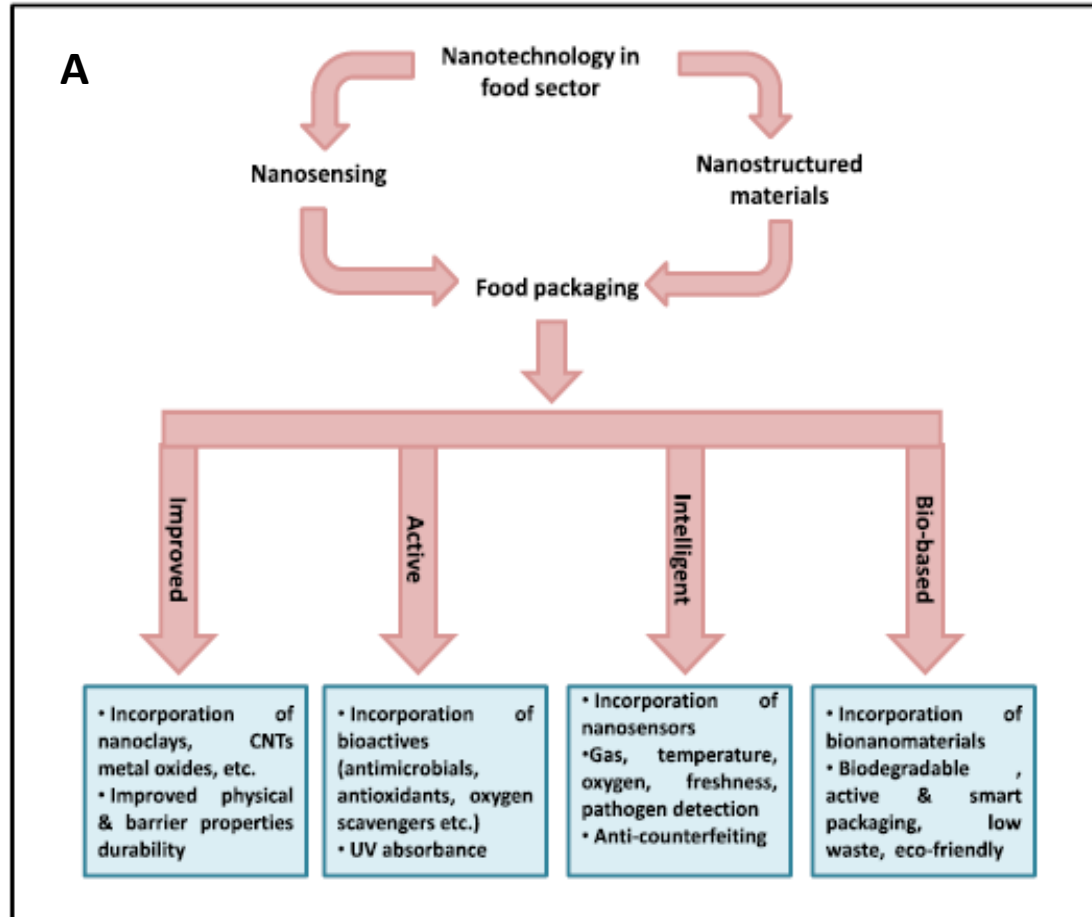 A
Nanotechnology in
food sector
Nanosensing
Nanostructured
materials
Food packaging
Improved
Active
Intelligent
Bio-based
• Incorporation of
nanoclays, CNTs
metal oxides, etc.
• Improved physical
& barrier properties
durability
• Incorporation of
bioactives
(antimicrobials,
antioxidants, oxygen
scavengers etc.)
• UV absorbance
• Incorporation of
nanosensors
•Gas, temperature,
oxygen, freshness,
pathogen detection
• Anti-counterfeiting
• Incorporation of
bionanomaterials
• Biodegradable ,
active & smart
packaging, low
waste, eco-friendly